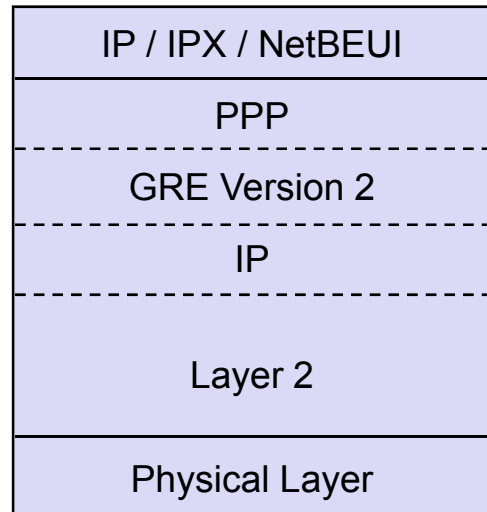 IP / IPX / NetBEUI
PPP
GRE Version 2
IP
Layer 2
Physical Layer